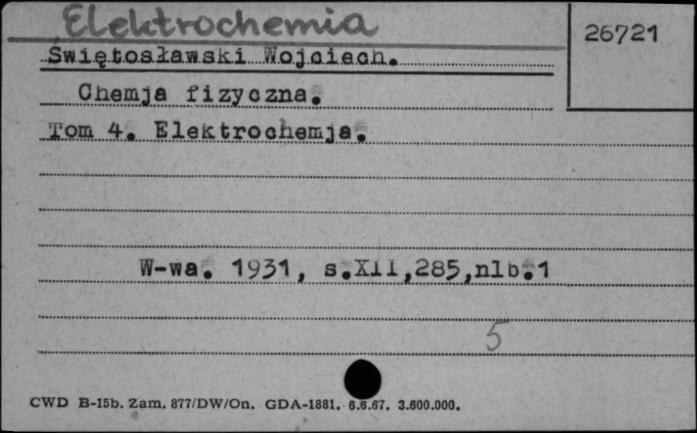 Elektrochemia
26721
Świętosławski Wojciech.
Chemja fizyczna.
Tom 4. Elektrochemja.
W-wa. 1931, s.XII,285,nlb.1
5
CWD B-15b. Zam. 877/DW/On. GDA-1881. 6.6.67. 3.600.000.